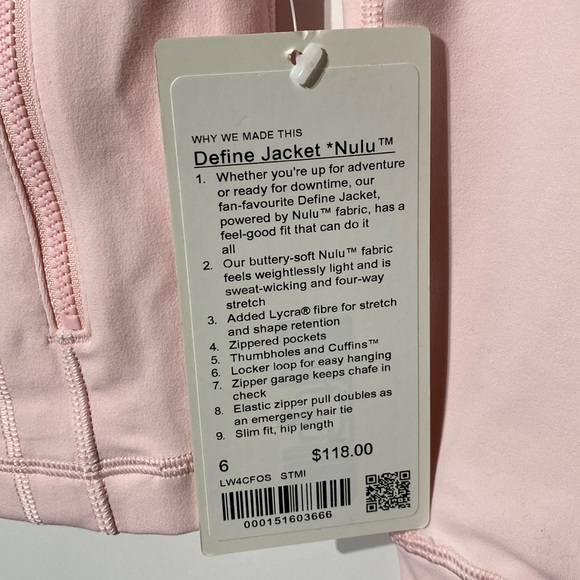 WHY WE MADE THIS
Define Jacket *Nulu™
1. Whether you're up for adventure
or ready for downtime, our
fan-favourite Define Jacket,
powered by Nulu™ fabric, has a
feel-good fit that can do it
all
2. Our buttery-soft Nulu™ fabric
feels weightlessly light and is
sweat-wicking and four-way
stretch
3. Added Lycra® fibre for stretch
and shape retention
4. Zippered pockets
5. Thumbholes and Cuffins™
6. Locker loop for easy hanging
7. Zipper garage keeps chafe in
check
8. Elastic zipper pull doubles as
an emergency hair tie
9. Slim fit, hip length
6 $118.00
LW4CFOS STMI
000151603666